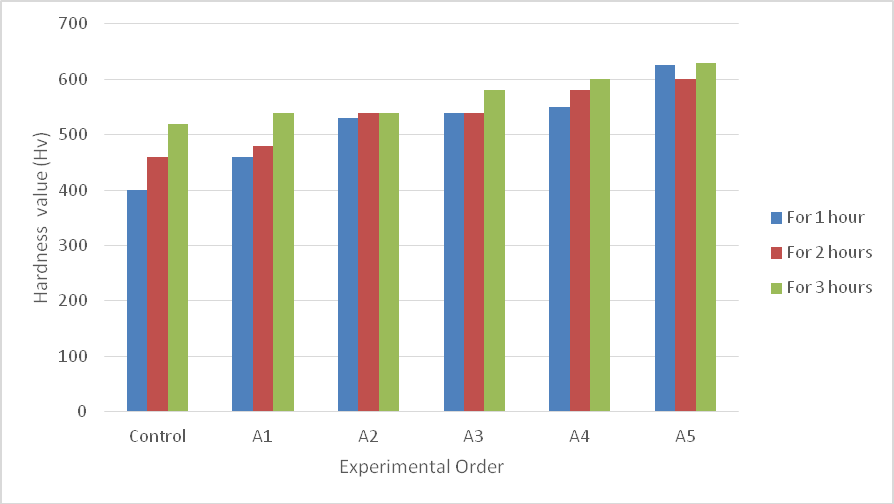 700
600
500
400
300
200
100
0
Hardness value (Hv)
Control A1 A2 A3 A4 A5
Experimental Order
For 1 hour
For 2 hours
For 3 hours